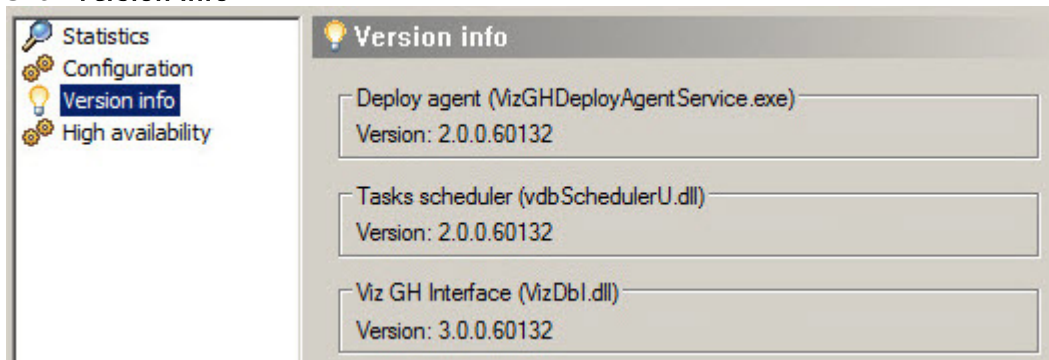 Statistics
Configuration
Version info
High availability
Version info
Deploy agent (VizGHDeployAgentService.exe)
Version: 2.0.0.60132
Tasks scheduler (vdbSchedulerU.dll)
Version: 2.0.0.60132
Viz GH Interface (VizDbI.dll)
Version: 3.0.0.60132